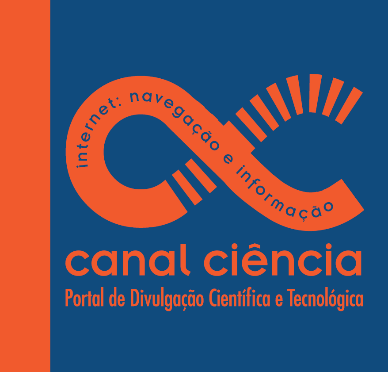 internet: navegação e informação
canal ciência
Portal de Divulgação Científica e Tecnológica